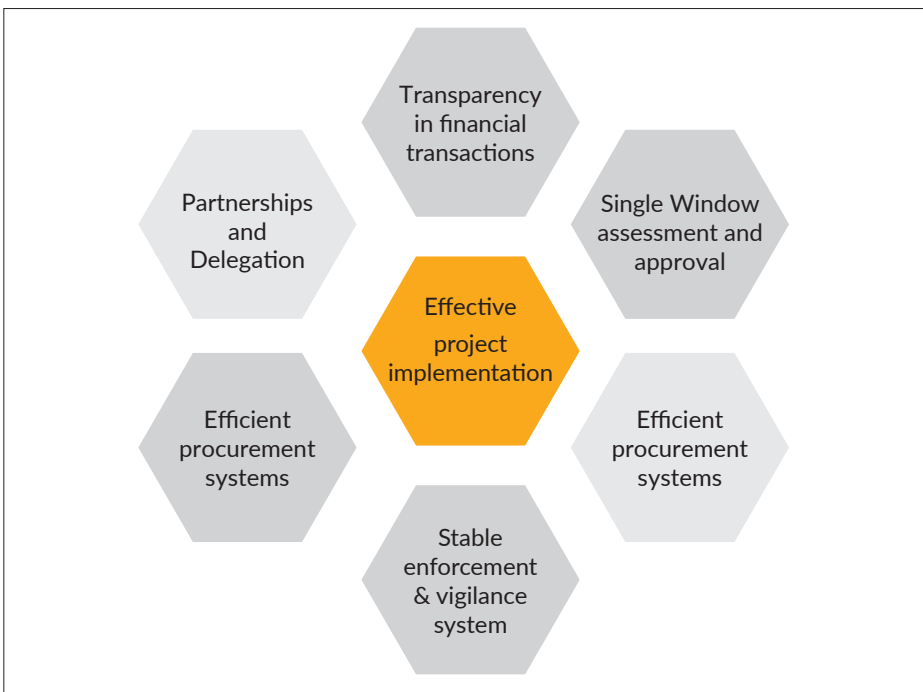 Transparency
in financial
transactions
Partnerships
and
Delegation
Single Window
assessment and
approval
Effective
project
implementation
Efficient
procurement
systems
Efficient
procurement
systems
Stable
enforcement
& vigilance
system